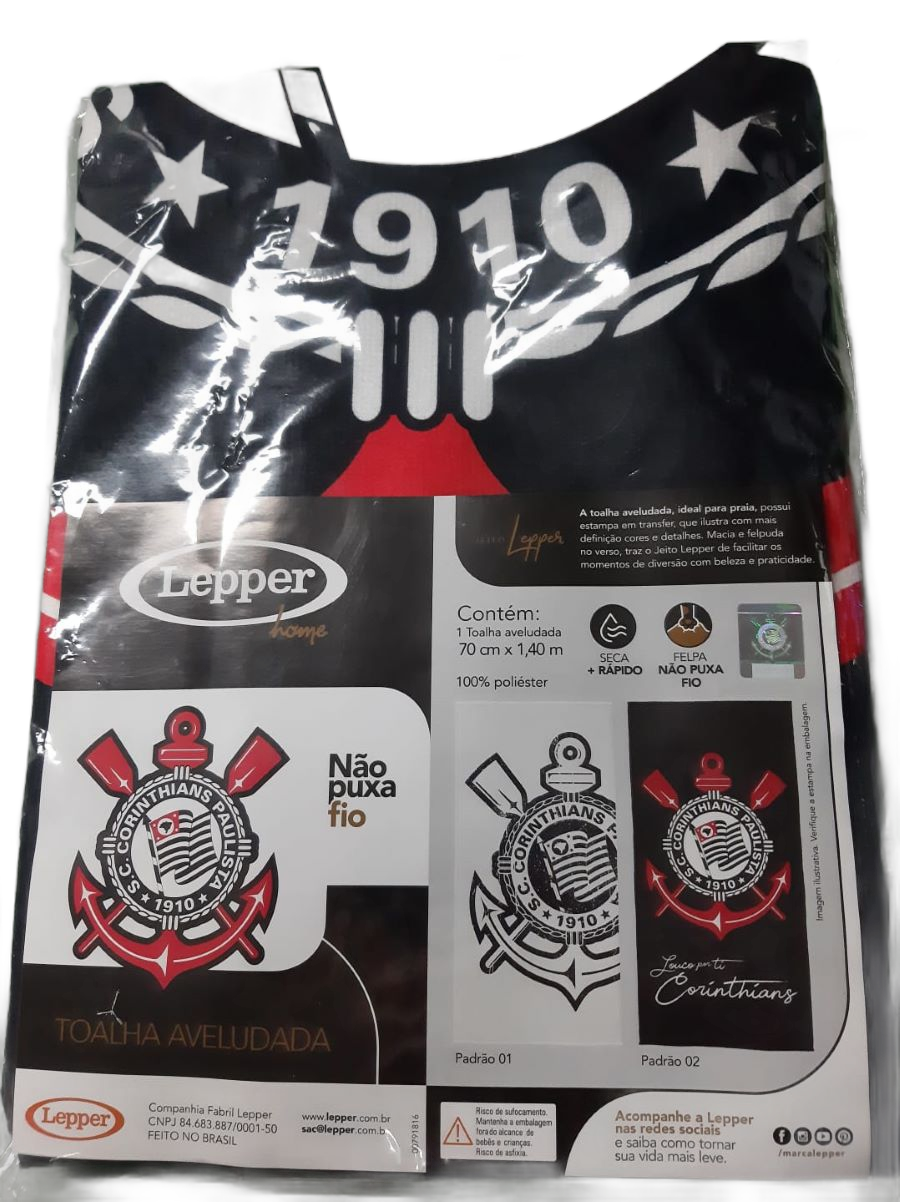 1910
Lepper
home
Lepper
A toalha aveludada, ideal para praia, possui
estampa em transfer, que ilustra com mais
definição cores e detalhes. Macia e felpuda
no verso, traz o Jeito Lepper de facilitar os
momentos de diversão com beleza e praticidade.
Contém:
1 Toalha aveludada
70 cm x 1,40 m
100% poliéster
SECA
+ RÁPIDO
FELPA
NÃO PUXA
FIO
S.C. CORINTHIANS PAULISTA
1910
Não
puxa
fio
TOALHA AVELUDADA
S.C. CORINTHIANS
1910
S.C. CORINTHIANS PAULISTA
1910
Louco por ti
Corinthians
Imagem ilustrativa. Verifique a estampa na embalagem.
Padrão 01
Padrão 02
Lepper
Companhia Fabril Lepper
CNPJ 84.683.887/0001-50
FEITO NO BRASIL
www.lepper.com.br
sac@lepper.com.b
00791816
Risco de sufocamento.
Mantenha a embalagem
fora do alcance de
bebês e crianças.
Risco de asfixia.
Acompanhe a Lepper
nas redes sociais
e saiba como tornar
sua vida mais leve.
/marcalepper